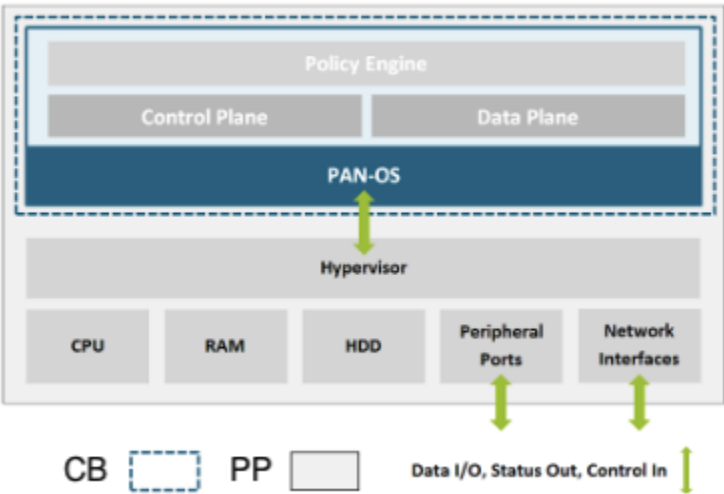 Policy Engine
Control Plane
Data Plane
PAN-OS
Hypervisor
CPU
RAM
HDD
Peripheral
Ports
Network
Interfaces
CB
PP
Data I/O, Status Out, Control In